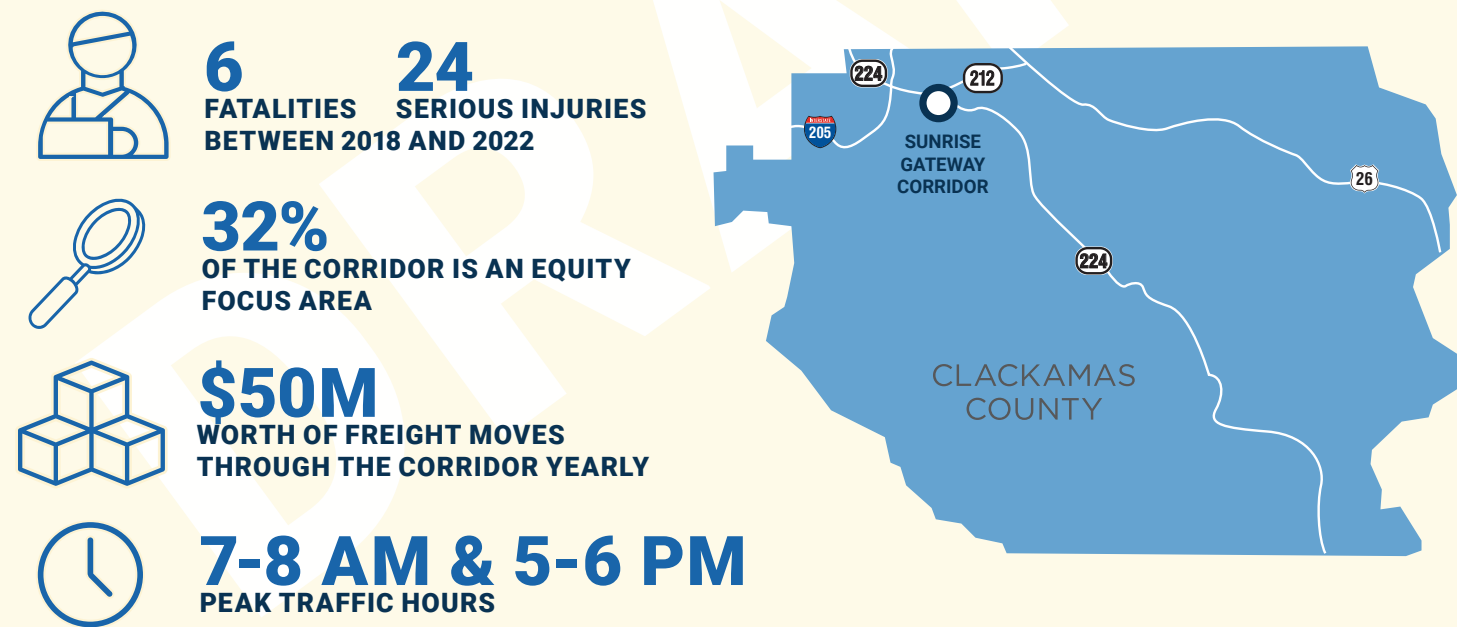 6
FATALITIES
24
SERIOUS INJURIES
BETWEEN 2018 AND 2022
32%
OF THE CORRIDOR IS AN EQUITY
FOCUS AREA
$50M
WORTH OF FREIGHT MOVES
THROUGH THE CORRIDOR YEARLY
7-8 AM & 5-6 PM
PEAK TRAFFIC HOURS
224
212
INTERSTATE
205
SUNRISE
GATEWAY
CORRIDOR
26
224
CLACKAMAS
COUNTY
DRA